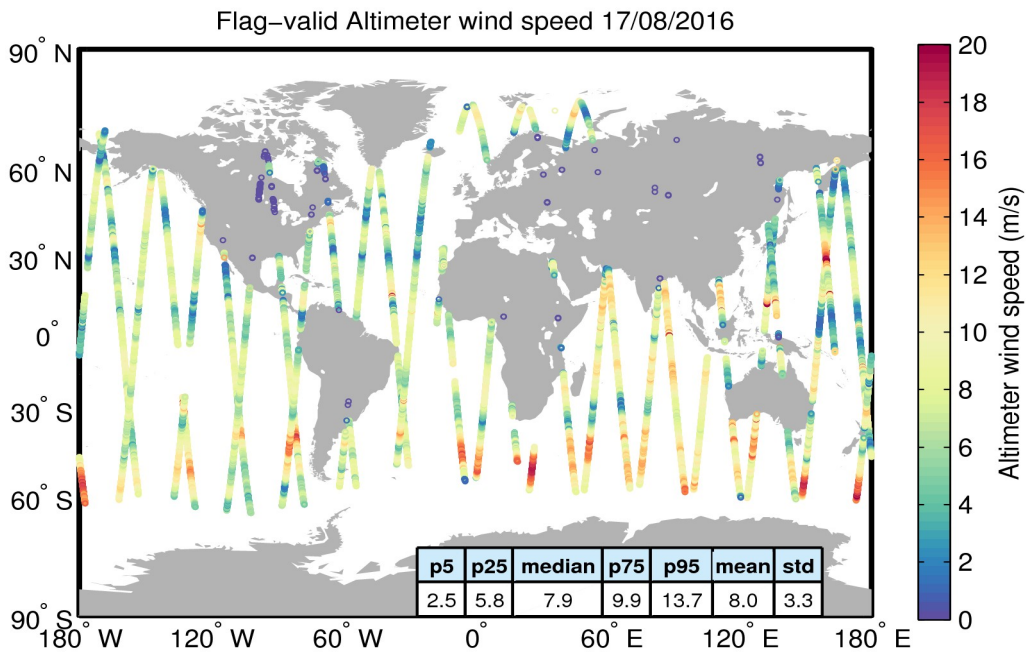 Flag−valid Altimeter wind speed 17/08/2016
90° N
60° N
30° N
0°
30° S
60° S
90° S
180° W
120° W
60° W
0°
60° E
120° E
180° E
p5 p25 median p75 p95 mean std
2.5 5.8 7.9 9.9 13.7 8.0 3.3
20
18
16
14
12
10
8
6
4
2
0
Altimeter wind speed (m/s)